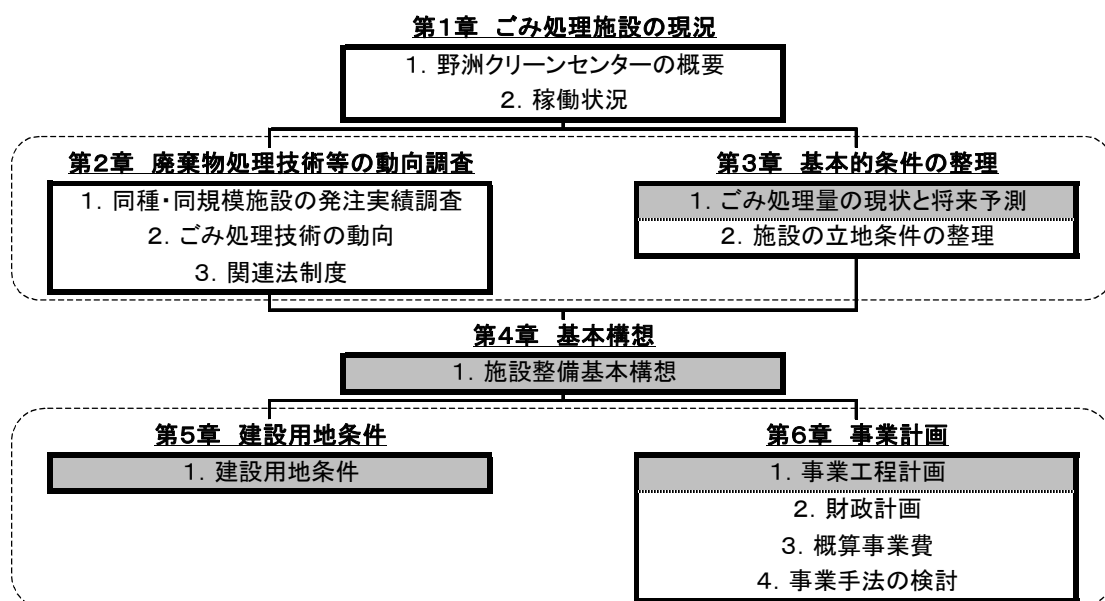 第1章 ごみ処理施設の現況
1. 野洲クリーンセンターの概要
2. 稼働状況
第2章 廃棄物処理技術等の動向調査
1. 同種・同規模施設の発注実績調査
2. ごみ処理技術の動向
3. 関連法制度
第3章 基本的条件の整理
1. ごみ処理量の現状と将来予測
2. 施設の立地条件の整理
第4章 基本構想
1. 施設整備基本構想
第5章 建設用地条件
1. 建設用地条件
第6章 事業計画
1. 事業工程計画
2. 財政計画
3. 概算事業費
4. 事業手法の検討